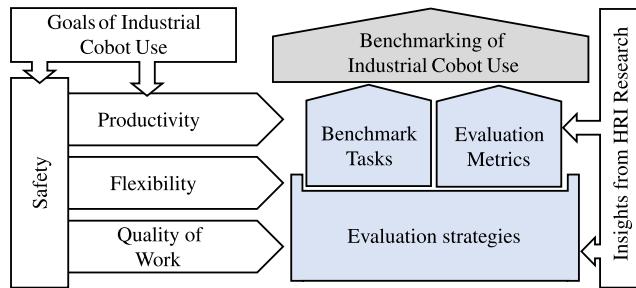 Goals of Industrial
Cobot Use
Safety
Productivity
Flexibility
Quality of
Work
Benchmarking of
Industrial Cobot Use
Benchmark
Tasks
Evaluation
Metrics
Evaluation strategies
Insights from HRI Research